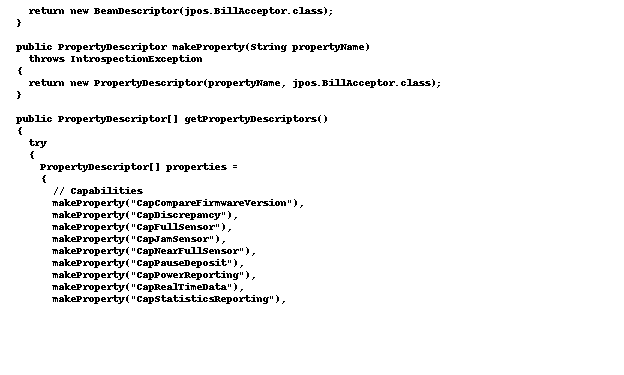 return new BeanDescriptor(jpos.BillAcceptor.class);
}
public PropertyDescriptor makeProperty(String propertyName)
throws IntrospectionException
{
return new PropertyDescriptor(propertyName, jpos.BillAcceptor.class);
}
public PropertyDescriptor[] getPropertyDescriptors()
{
try
{
PropertyDescriptor[] properties =
{
// Capabilities
makeProperty("CapCompareFirmwareVersion"),
makeProperty("CapDiscrepancy"),
makeProperty("CapFullSensor"),
makeProperty("CapJamSensor"),
makeProperty("CapNearFullSensor"),
makeProperty("CapPauseDeposit"),
makeProperty("CapPowerReporting"),
makeProperty("CapRealTimeData"),
makeProperty("CapStatisticsReporting"),